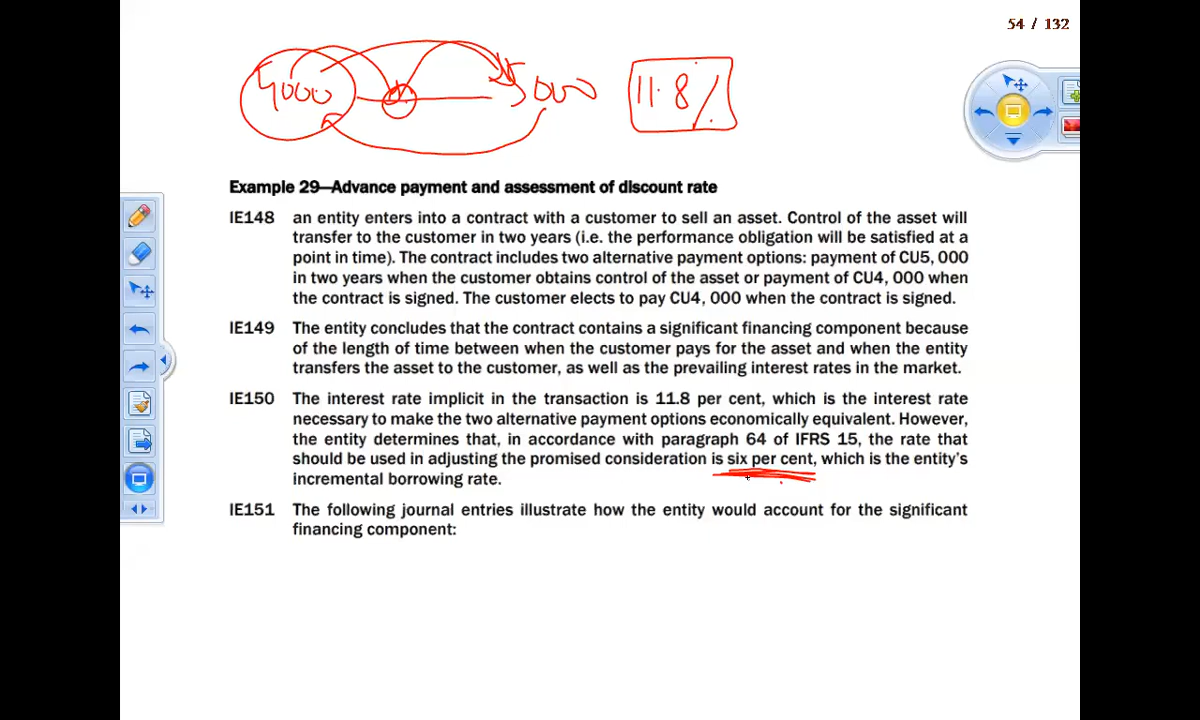 54 / 132
4000 5000 11.8%
Example 29—Advance payment and assessment of discount rate
IE148 an entity enters into a contract with a customer to sell an asset. Control of the asset will
transfer to the customer in two years (i.e. the performance obligation will be satisfied at a
point in time). The contract includes two alternative payment options: payment of CU5, 000
in two years when the customer obtains control of the asset or payment of CU4, 000 when
the contract is signed. The customer elects to pay CU4, 000 when the contract is signed.
IE149 The entity concludes that the contract contains a significant financing component because
of the length of time between when the customer pays for the asset and when the entity
transfers the asset to the customer, as well as the prevailing interest rates in the market.
IE150 The interest rate implicit in the transaction is 11.8 per cent, which is the interest rate
necessary to make the two alternative payment options economically equivalent. However,
the entity determines that, in accordance with paragraph 64 of IFRS 15, the rate that
should be used in adjusting the promised consideration is six per cent, which is the entity's
incremental borrowing rate.
IE151 The following journal entries illustrate how the entity would account for the significant
financing component: